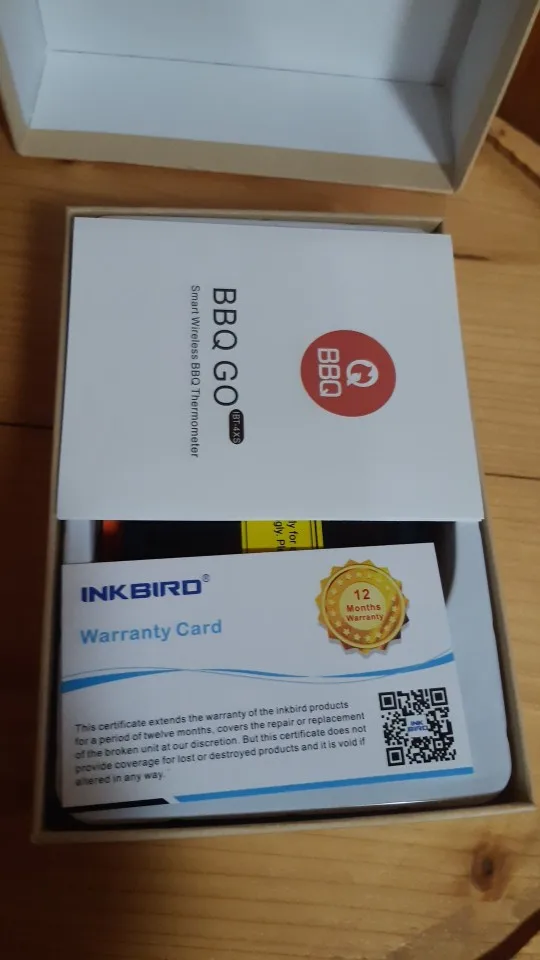 BBQ
BBQ GO
IBT-4XS
Smart Wireless BBQ Thermometer
INKBIRD®
Warranty Card
12
Months
Warranty
This certificate extends the warranty of the inkbird products
for a period of twelve months, covers the repair or replacement
of the broken unit at our discretion. But this certificate does not
provide coverage for lost or destroyed products and it is void if
altered in any way.
INK
BIRD